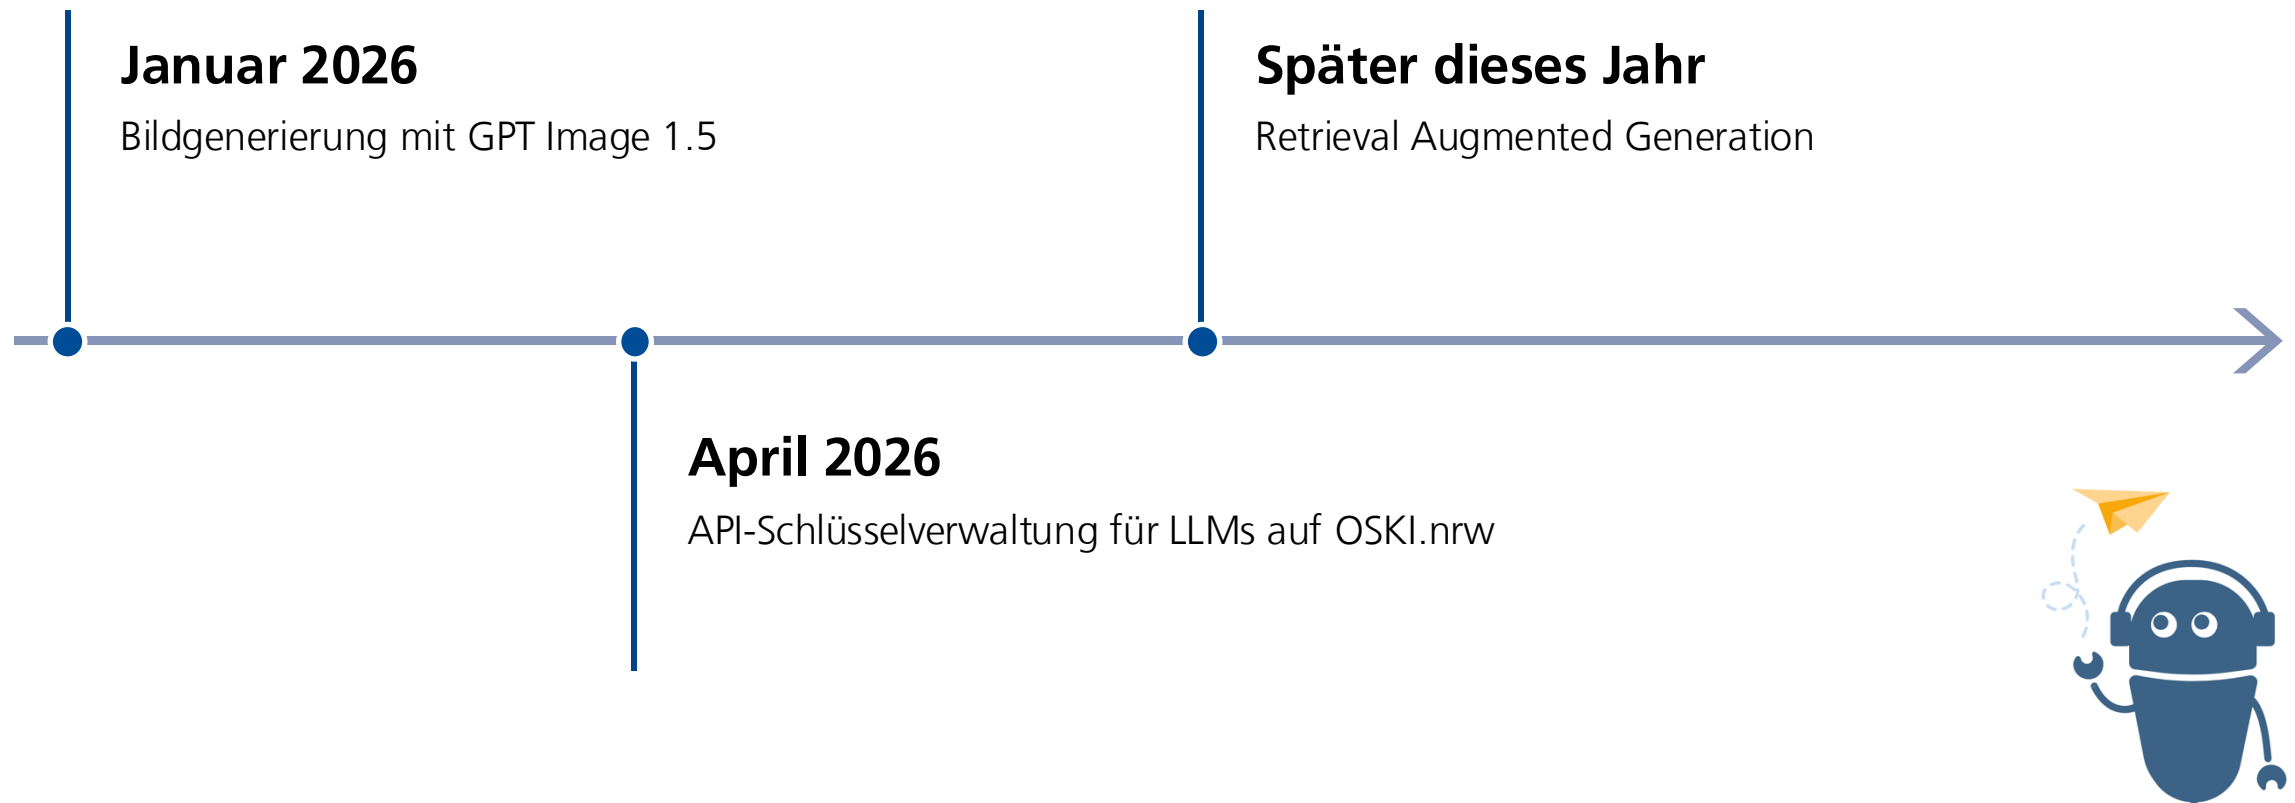 Januar 2026
Bildgenerierung mit GPT Image 1.5
April 2026
API-Schlüsselverwaltung für LLMs auf OSKI.nrw
Später dieses Jahr
Retrieval Augmented Generation